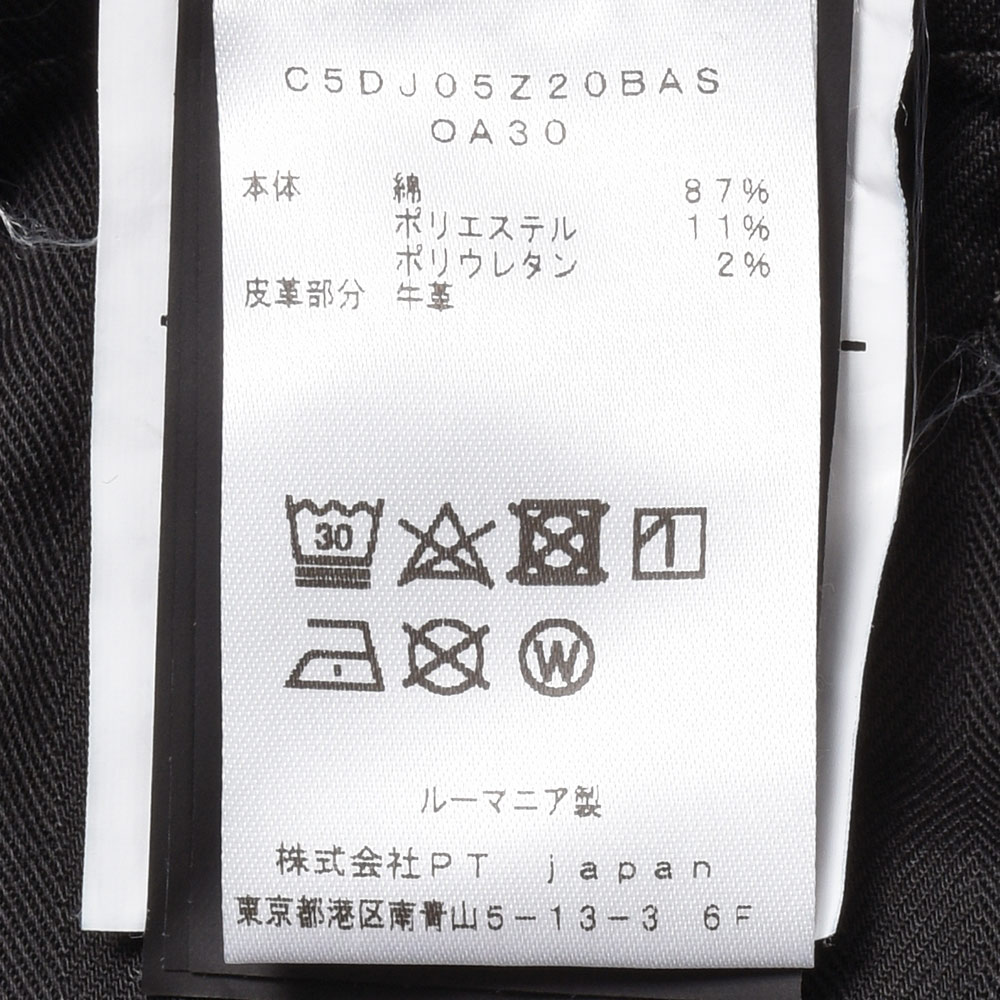 C5DJ05Z20BAS
OA30
本体 綿 87%
ポリエステル 11%
ポリウレタン 2%
皮革部分 牛革
30
W
ルーマニア製
株式会社PT japan
東京都港区南青山5-13-3 6F